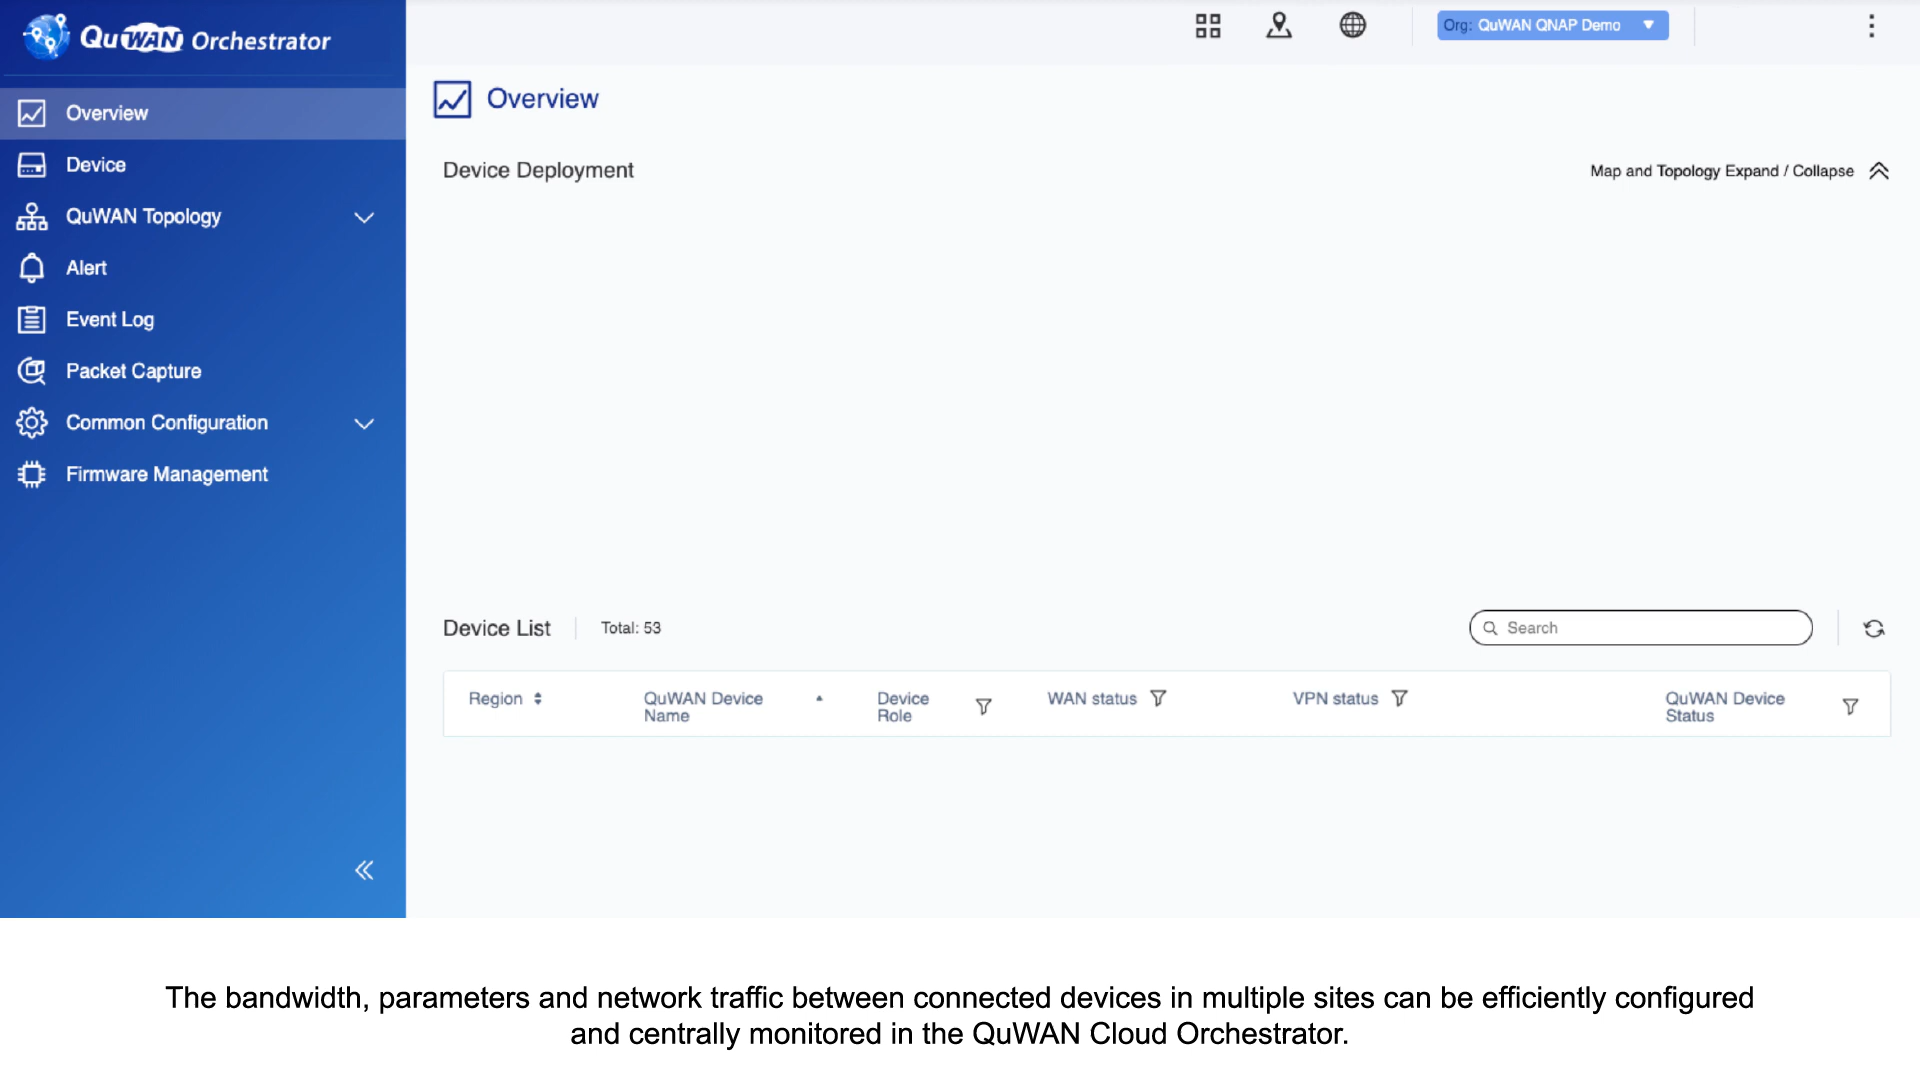 QuWAN Orchestrator
Org: QuWAN QNAP Demo
Overview
Device
QuWAN Topology
Alert
Event Log
Packet Capture
Common Configuration
Firmware Management
Overview
Device Deployment
Map and Topology Expand / Collapse
Device List
Total: 53
Search
Region
QuWAN Device
Name
Device
Role
WAN status
VPN status
QuWAN Device
Status
The bandwidth, parameters and network traffic between connected devices in multiple sites can be efficiently configured
and centrally monitored in the QuWAN Cloud Orchestrator.